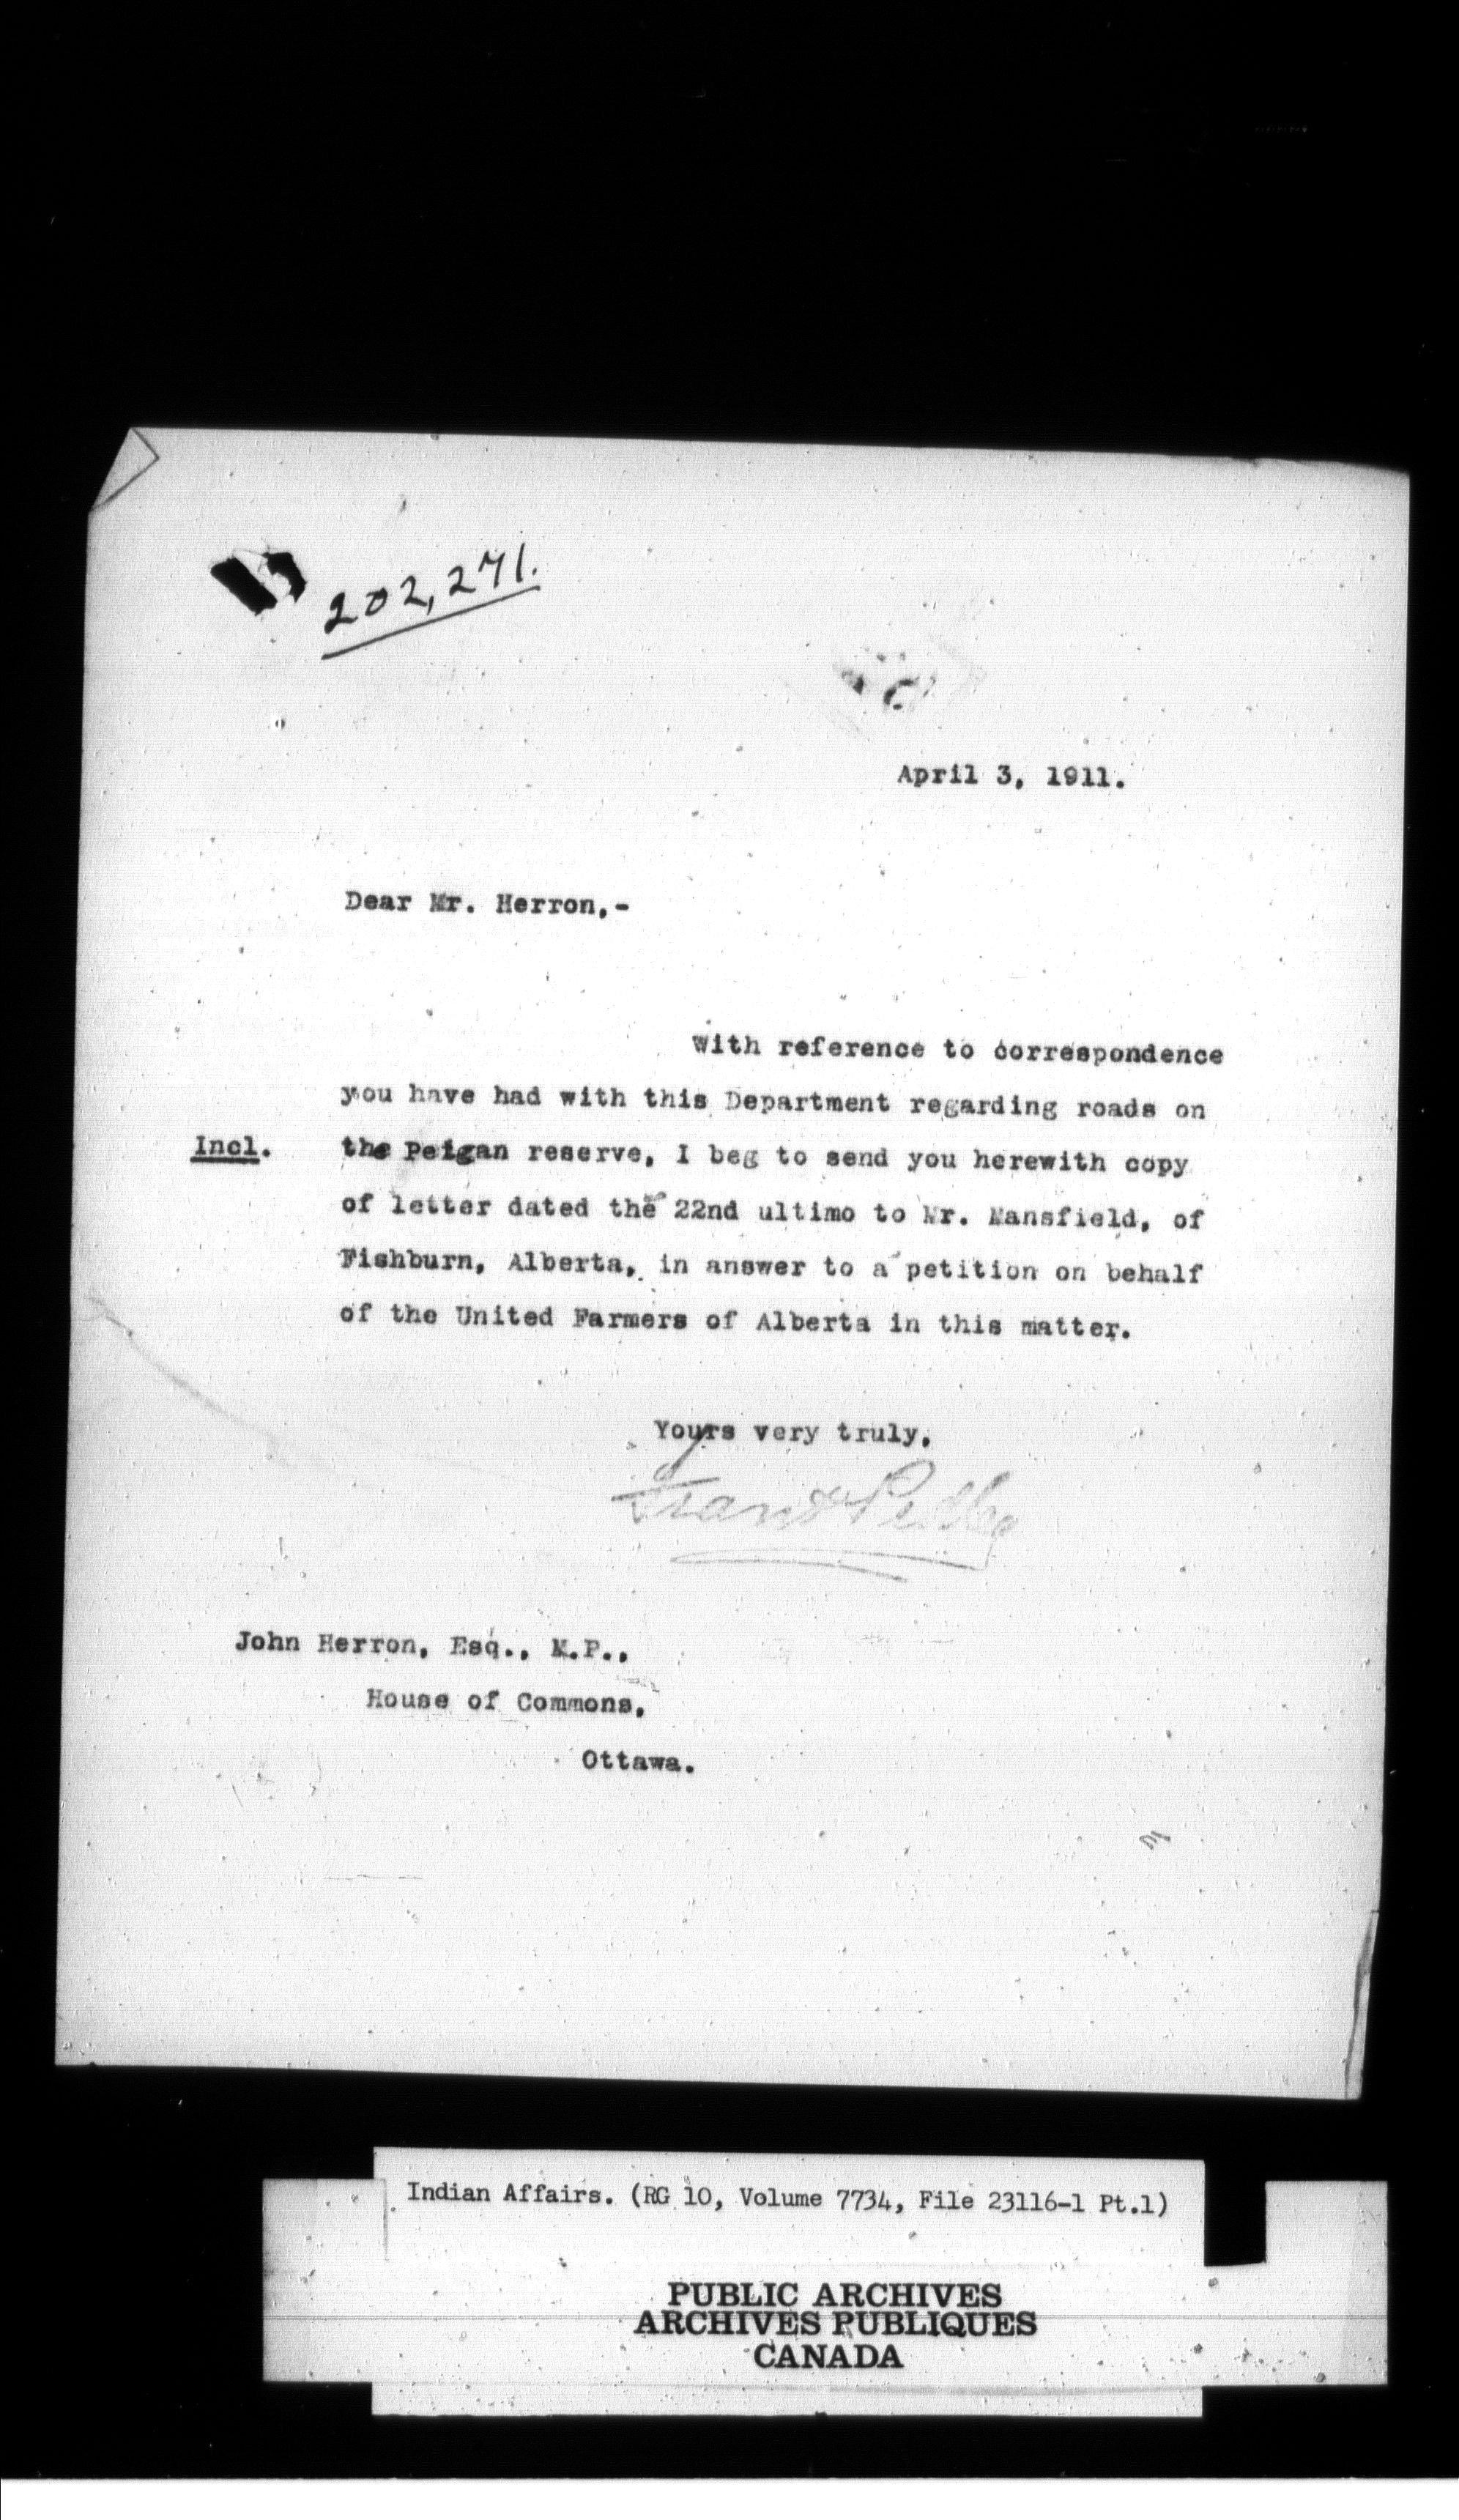 202,271.
April 3, 1911.
Dear Mr. Herron,-
With reference to correspondence
you have had with this Department regarding roads on
Incl. the Peigan reserve, I beg to send you herewith copy
of letter dated the 22nd ultimo to Mr. Mansfield, of
Fishburn, Alberta, in answer to a petition on behalf
of the United Farmers of Alberta in this matter.
Yours very truly,
Frank Pedley
John Herron, Esq., M.P.,
House of Commons,
Ottawa.
Indian Affairs. (RG 10, Volume 7734, File 23116-1 Pt.1)
PUBLIC ARCHIVES
ARCHIVES PUBLIQUES
CANADA